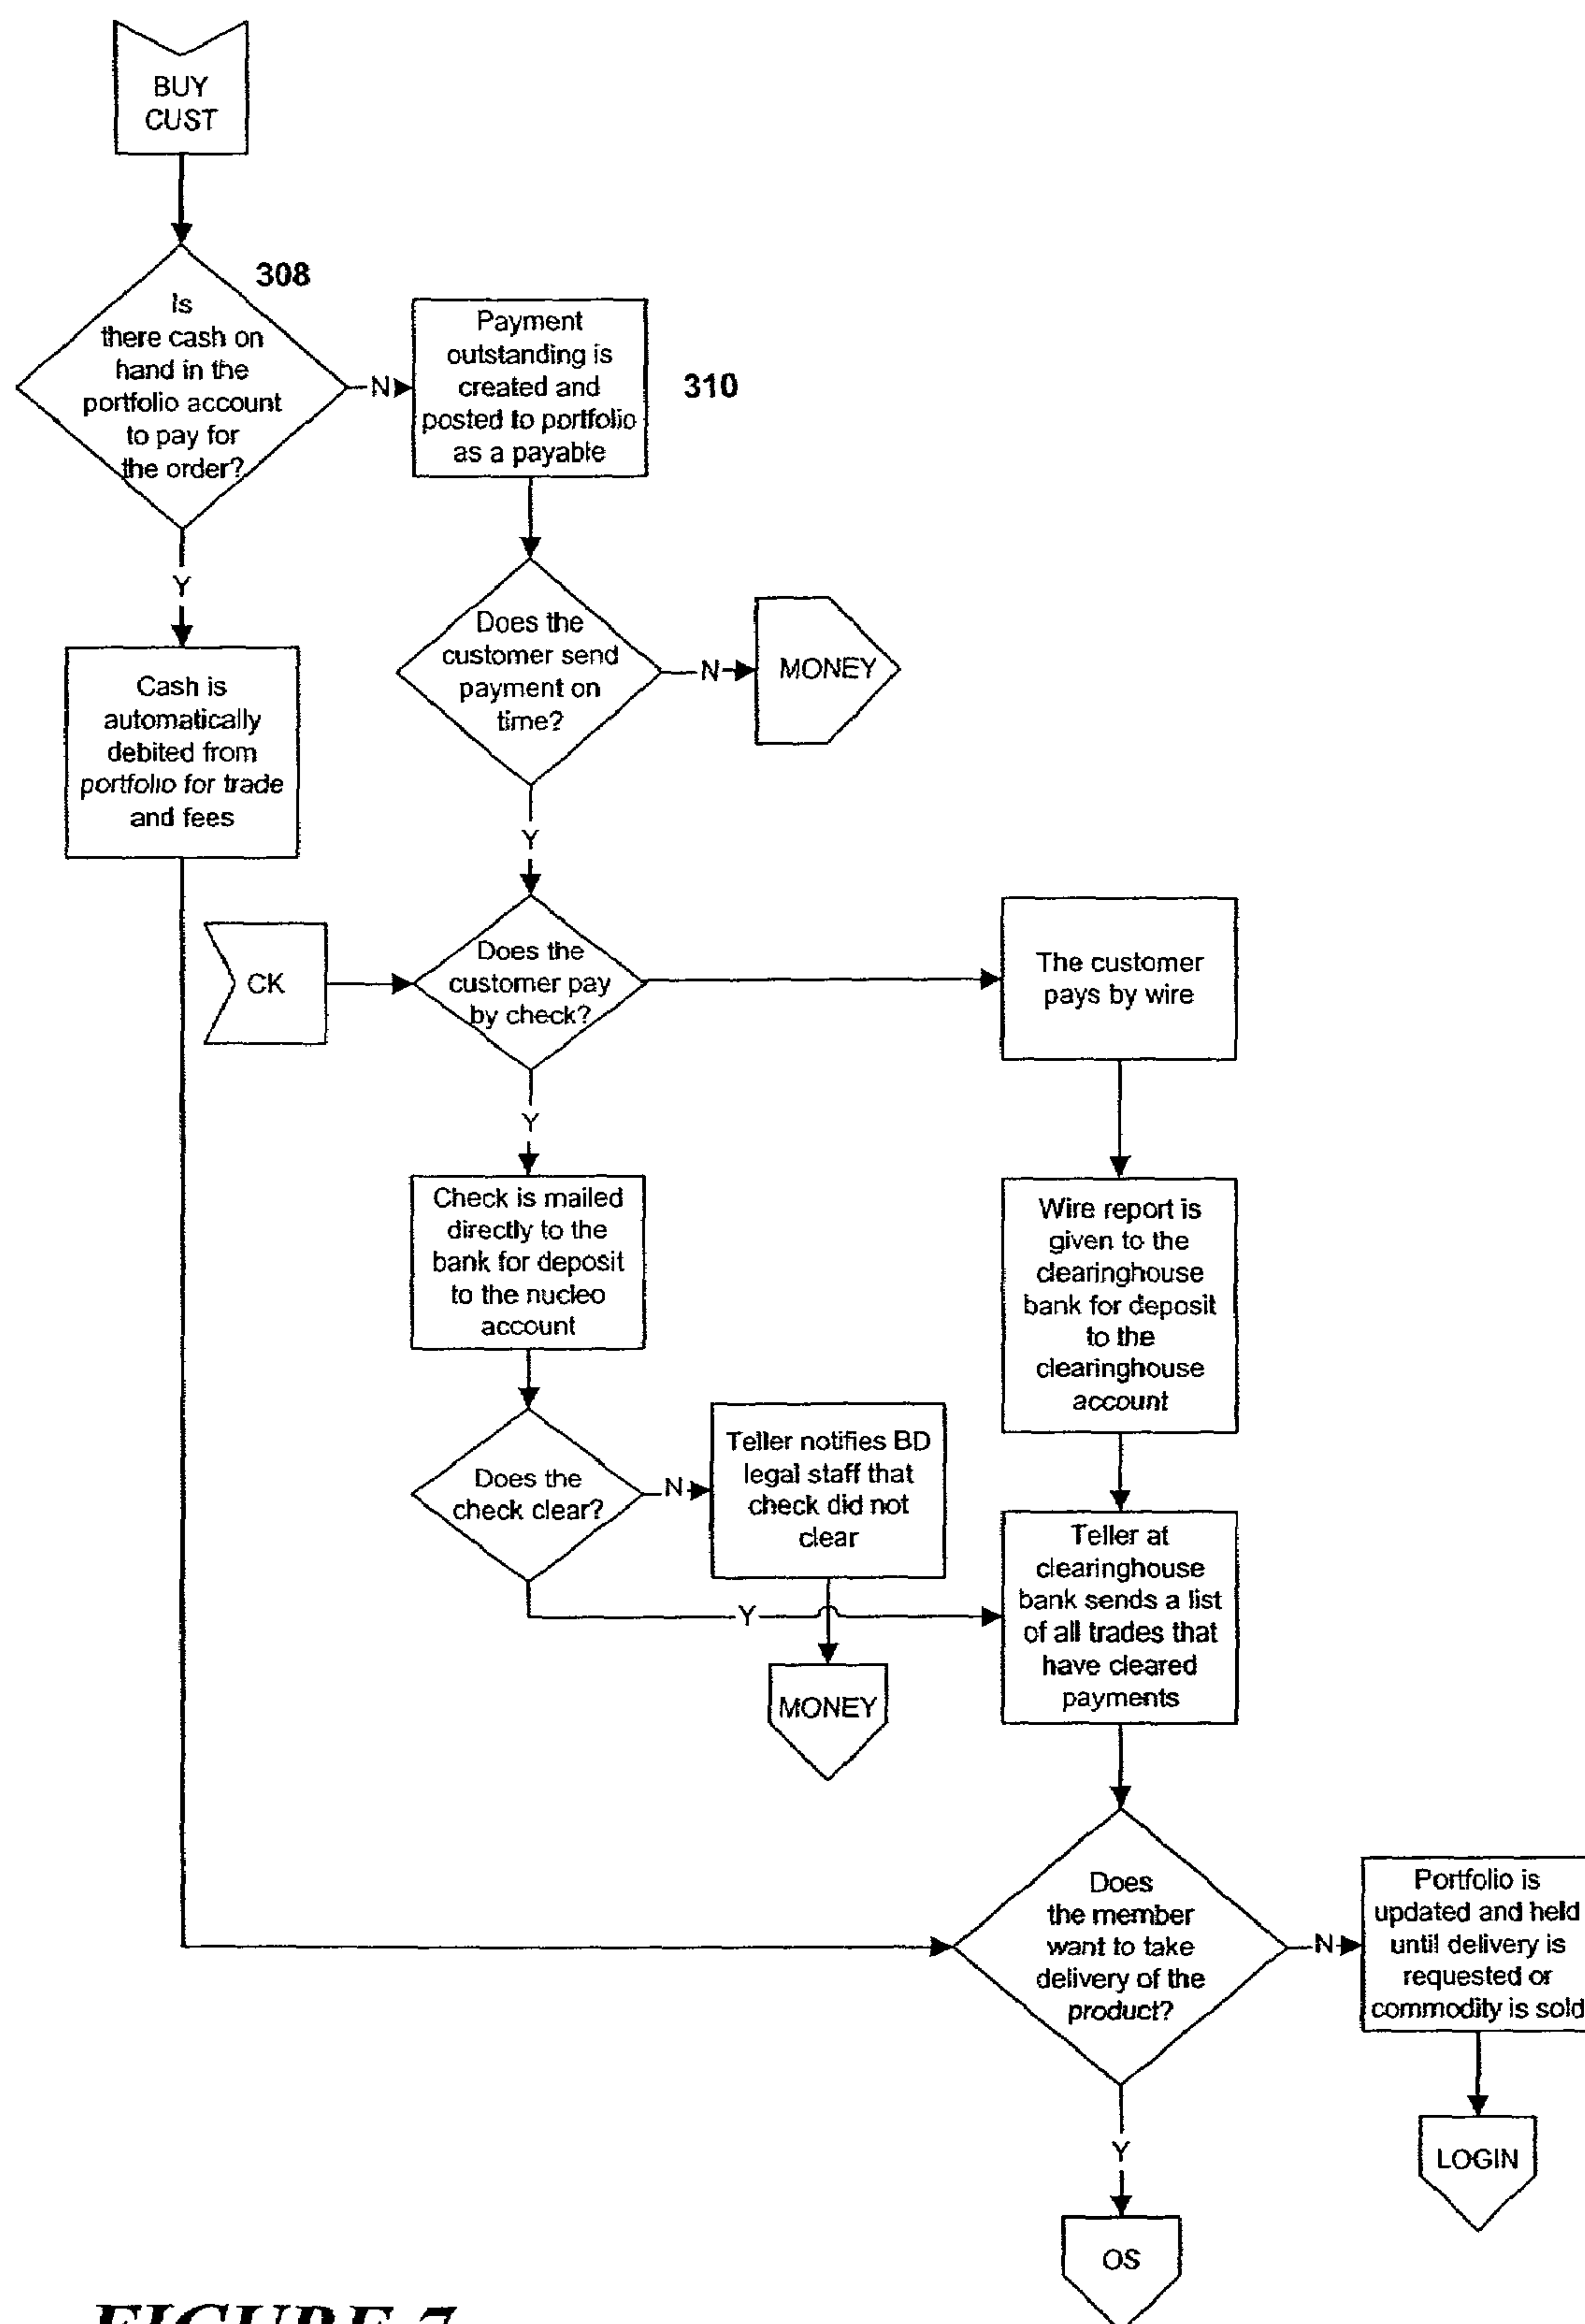 BUY
CUST
308
Is
there cash on
hand in the
portfolio account
to pay for
the order?
N
Payment
outstanding is
created and
posted to portfolio
as a payable
310
Y
Cash is
automatically
debited from
portfolio for trade
and fees
Does the
customer send
payment on
time?
N
MONEY
Y
CK
Does the
customer pay
by check?
The customer
pays by wire
Y
Check is mailed
directly to the
bank for deposit
to the nucleo
account
Wire report is
given to the
clearinghouse
bank for deposit
to the
clearinghouse
account
Does the
check clear?
N
Teller notifies BD
legal staff that
check did not
clear
Y
MONEY
Teller at
clearinghouse
bank sends a list
of all trades that
have cleared
payments
Does
the member
want to take
delivery of the
product?
N
Portfolio is
updated and held
until delivery is
requested or
commodity is sold
LOGIN
Y
OS
FIGURE 7